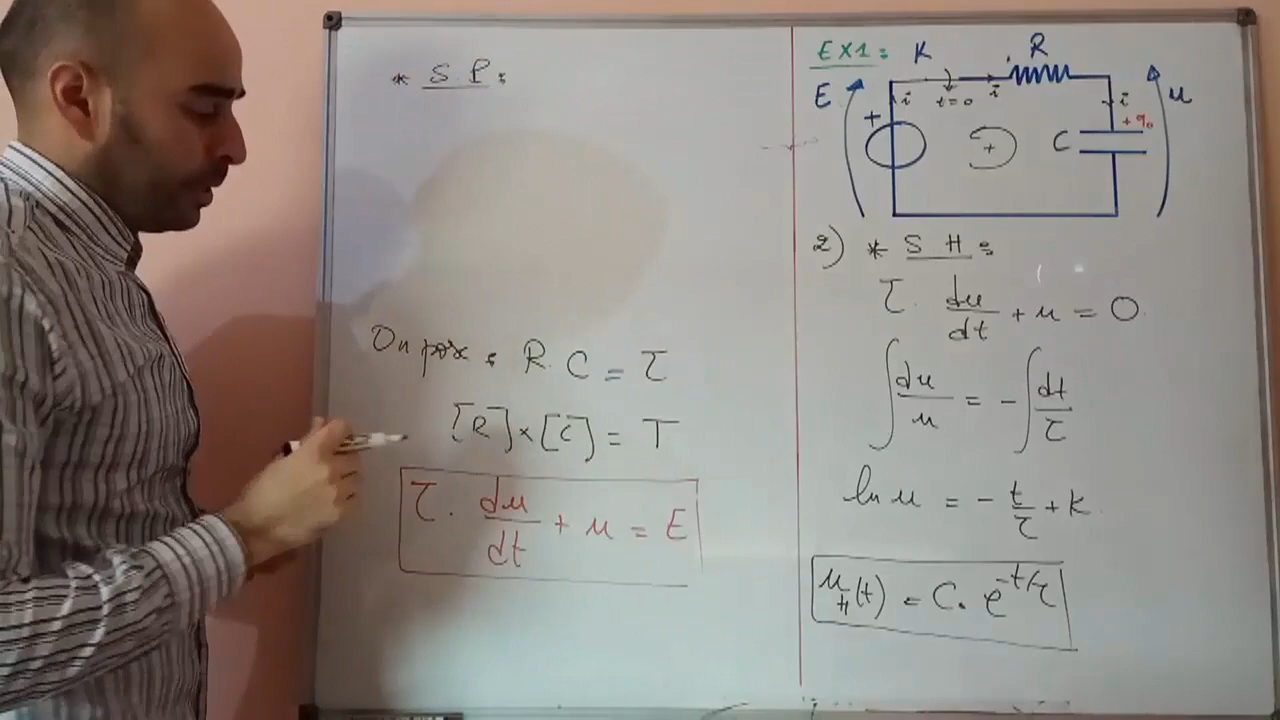 * S P :
On pose : R. C = τ
[R] × [C] = T
τ. du/dt + u = E
EX1 :
K
R
E
+
i
t=0
i
i
+q₀
u
C
+
2) * S H :
τ. du/dt + u = 0
∫ du/u = - ∫ dt/τ
ln u = - t/τ + k
u_H(t) = C. e^-t/τ